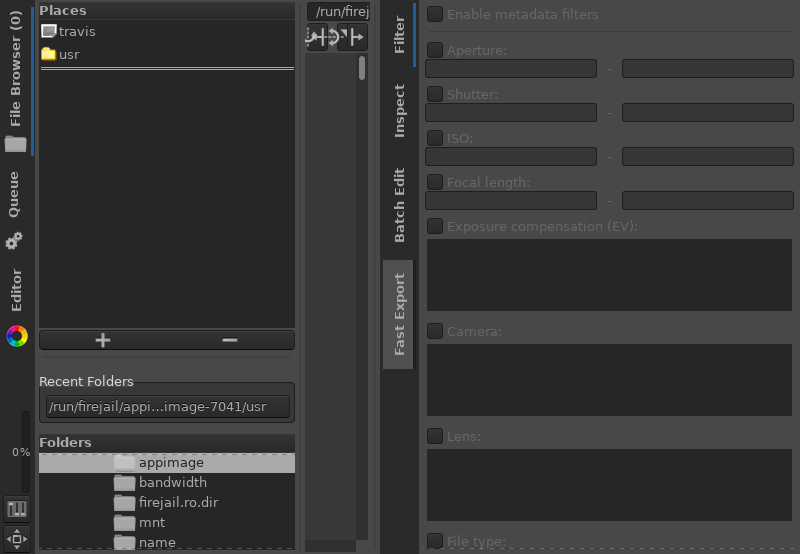 File Browser (0)
Queue
Editor
0%
Places
travis
usr
Recent Folders
/run/firejail/appi...image-7041/usr
Folders
appimage
bandwidth
firejail.ro.dir
mnt
name
/run/firej
Filter
Inspect
Batch Edit
Fast Export
Enable metadata filters
Aperture:
-
Shutter:
-
ISO:
-
Focal length:
-
Exposure compensation (EV):
Camera:
Lens:
File type: